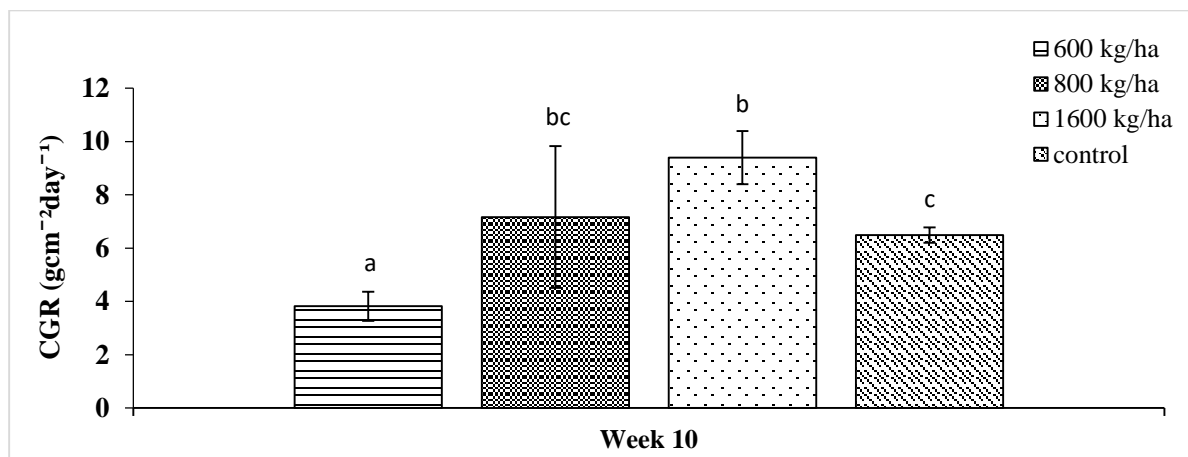 600 kg/ha
800 kg/ha
1600 kg/ha
control
CGR (gcm⁻²day⁻¹)
12
10
8
6
4
2
0
a
bc
b
c
Week 10